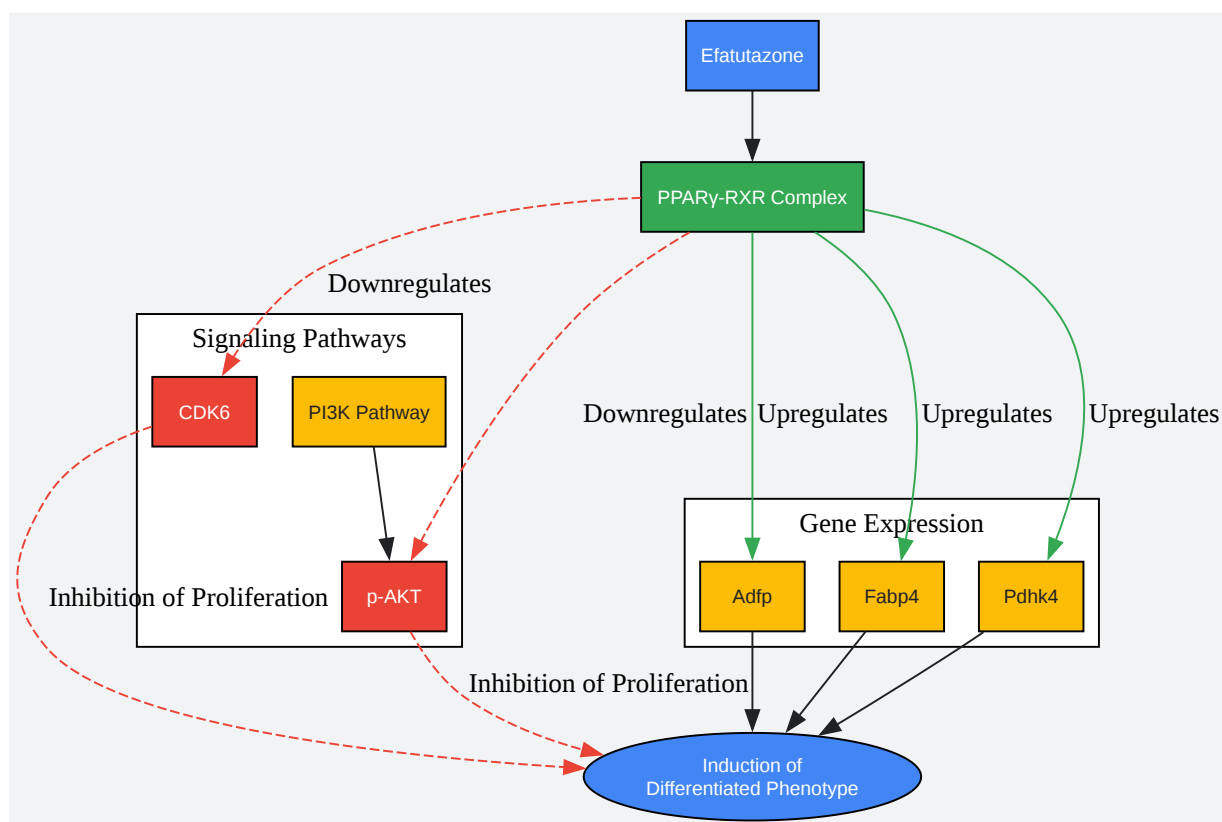 Efatutazone
PPARγ-RXR Complex
Downregulates
Signaling Pathways
CDK6
PI3K Pathway
Downregulates
Upregulates
Upregulates
Upregulates
Gene Expression
Inhibition of Proliferation
p-AKT
Adfp
Fabp4
Pdhk4
Inhibition of Proliferation
Induction of
Differentiated Phenotype